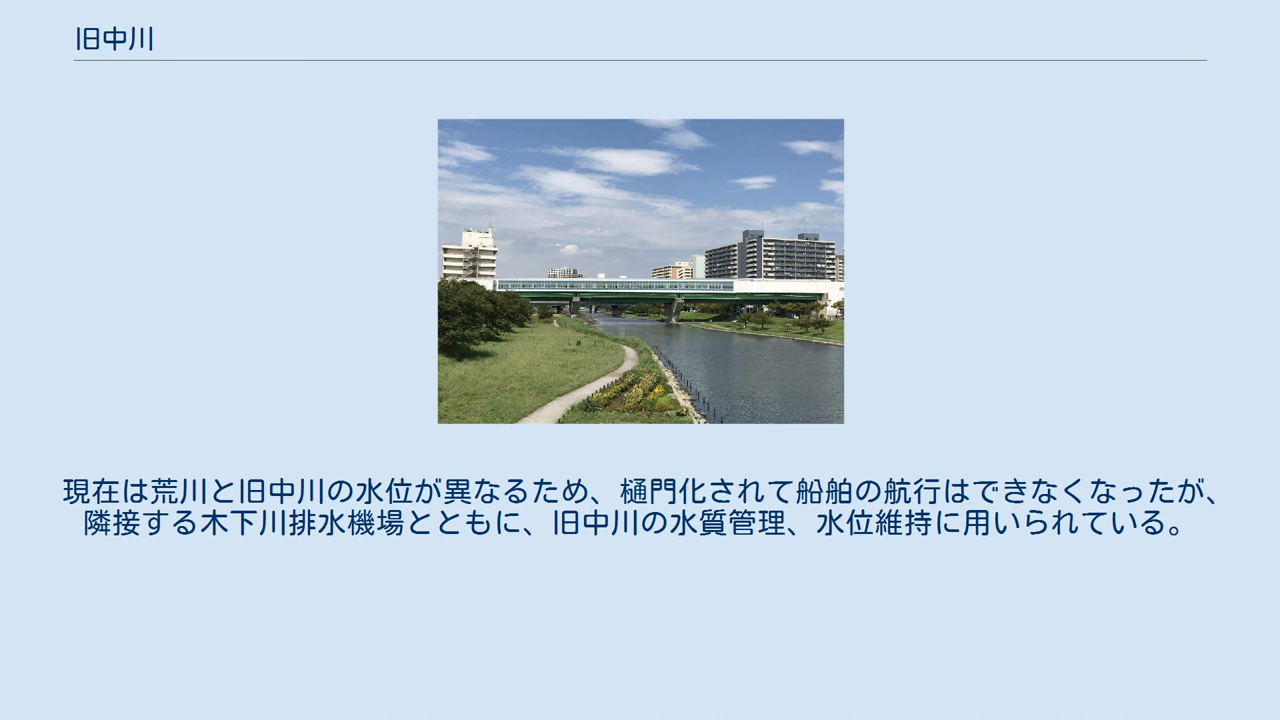 旧中川
現在は荒川と旧中川の水位が異なるため、樋門化されて船舶の航行はできなくなったが、
隣接する木下川排水機場とともに、旧中川の水質管理、水位維持に用いられている。